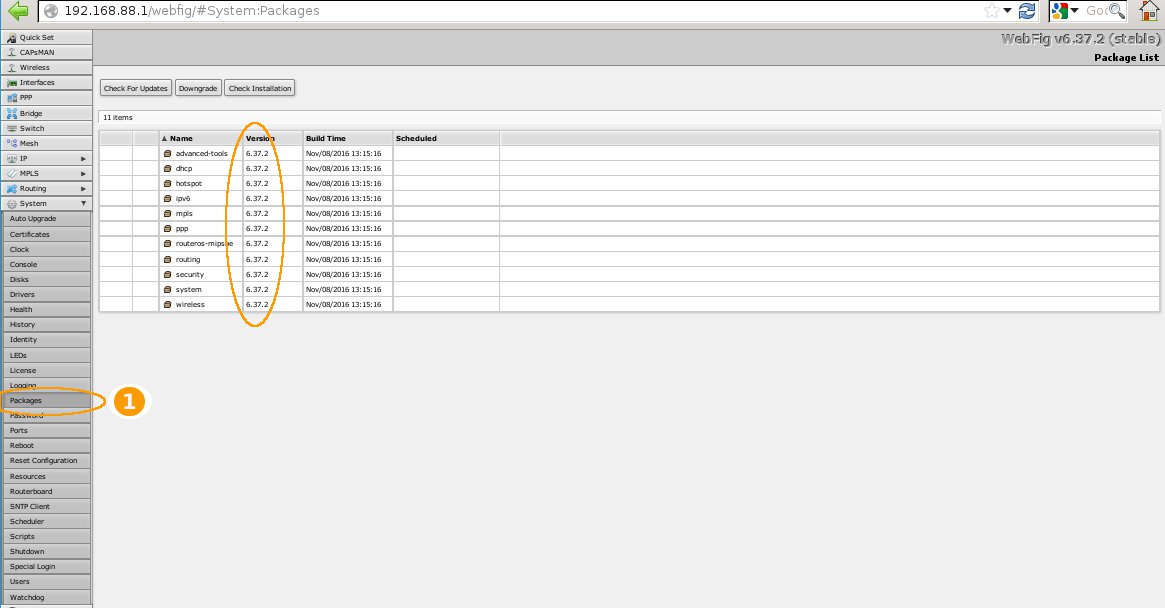 192.168.88.1/webfig/#System:Packages
WebFig v6.37.2 (stable)
Package List
Quick Set
CAPsMAN
Wireless
Interfaces
PPP
Bridge
Switch
Mesh
IP
MPLS
Routing
System
Auto Upgrade
Certificates
Clock
Console
Disks
Drivers
Health
History
Identity
LEDs
License
Logging
Packages
1
Password
Ports
Reboot
Reset Configuration
Resources
Routerboard
SNTP Client
Scheduler
Scripts
Shutdown
Special Login
Users
Watchdog
Check For Updates Downgrade Check Installation
11 items
Name Version Build Time Scheduled
advanced-tools 6.37.2 Nov/08/2016 13:15:16
dhcp 6.37.2 Nov/08/2016 13:15:16
hotspot 6.37.2 Nov/08/2016 13:15:16
ipv6 6.37.2 Nov/08/2016 13:15:16
mpls 6.37.2 Nov/08/2016 13:15:16
ppp 6.37.2 Nov/08/2016 13:15:16
routeros-mipsbe 6.37.2 Nov/08/2016 13:15:16
routing 6.37.2 Nov/08/2016 13:15:16
security 6.37.2 Nov/08/2016 13:15:16
system 6.37.2 Nov/08/2016 13:15:16
wireless 6.37.2 Nov/08/2016 13:15:16